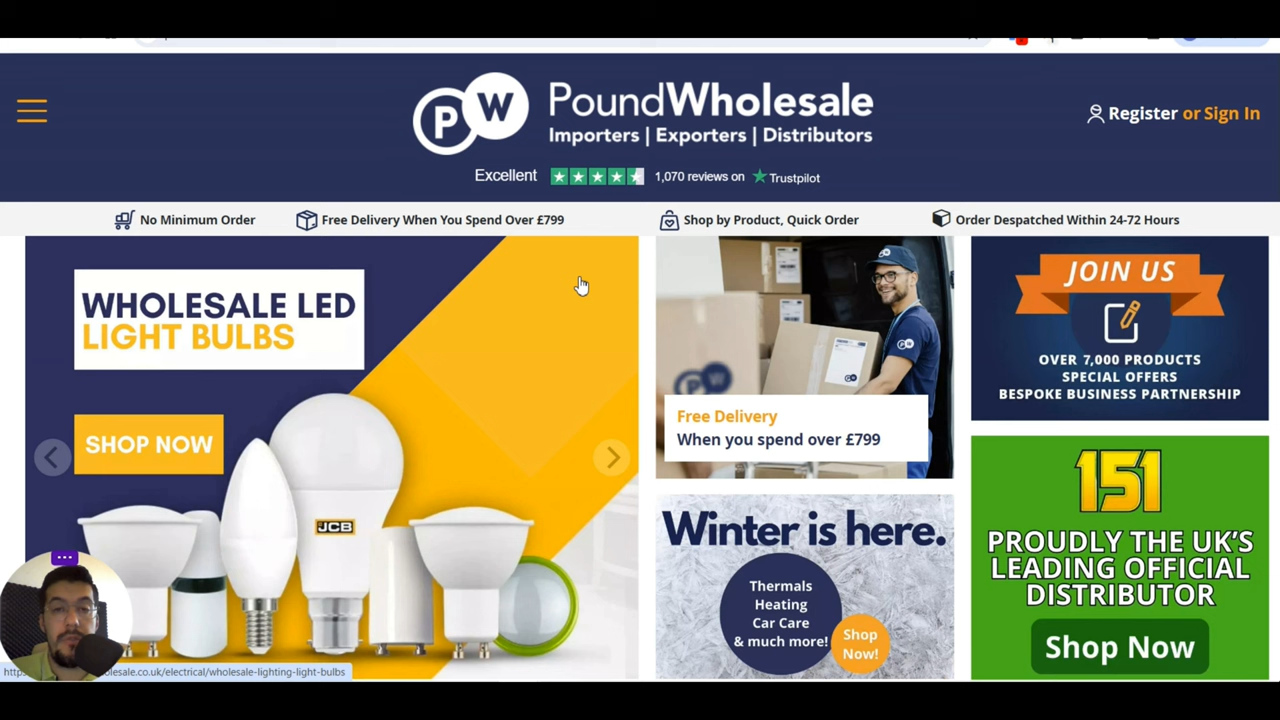 PW PoundWholesale
Importers | Exporters | Distributors
Register or Sign In
Excellent 1,070 reviews on Trustpilot
No Minimum Order
Free Delivery When You Spend Over £799
Shop by Product, Quick Order
Order Despatched Within 24-72 Hours
WHOLESALE LED
LIGHT BULBS
SHOP NOW
JCB
PW
PW
Free Delivery
When you spend over £799
Winter is here.
Thermals
Heating
Car Care
& much more!
Shop
Now!
JOIN US
OVER 7,000 PRODUCTS
SPECIAL OFFERS
BESPOKE BUSINESS PARTNERSHIP
151
PROUDLY THE UK'S
LEADING OFFICIAL
DISTRIBUTOR
Shop Now
olesale.co.uk/electrical/wholesale-lighting-light-bulbs